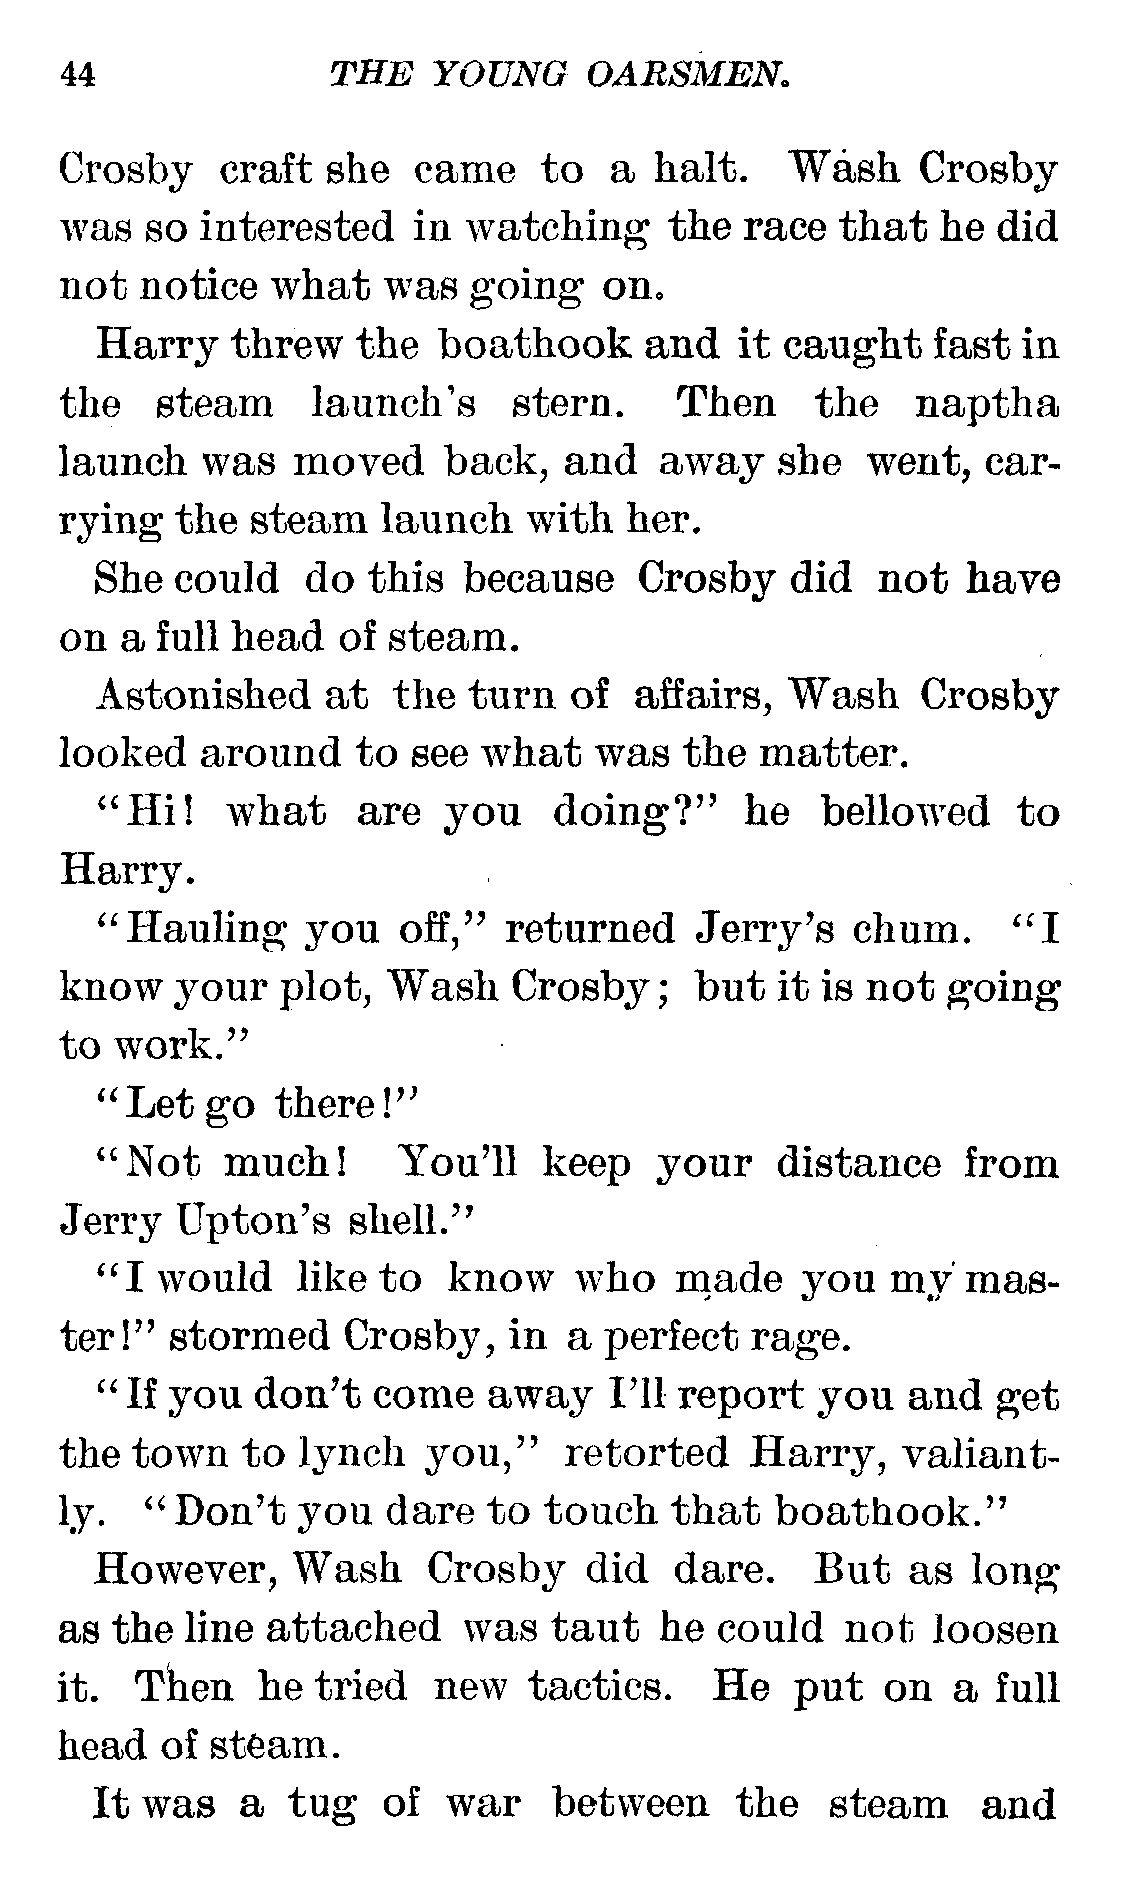 44 THE YOUNG OARSMEN.
Crosby craft she came to a halt. Wash Crosby
was so interested in watching the race that he did
not notice what was going on.
Harry threw the boathook and it caught fast in
the steam launch's stern. Then the naptha
launch was moved back, and away she went, car-
rying the steam launch with her.
She could do this because Crosby did not have
on a full head of steam.
Astonished at the turn of affairs, Wash Crosby
looked around to see what was the matter.
"Hi! what are you doing?" he bellowed to
Harry.
"Hauling you off," returned Jerry's chum. "I
know your plot, Wash Crosby; but it is not going
to work."
"Let go there!"
"Not much! You'll keep your distance from
Jerry Upton's shell."
"I would like to know who made you my mas-
ter!" stormed Crosby, in a perfect rage.
"If you don't come away I'll report you and get
the town to lynch you," retorted Harry, valiant-
ly. "Don't you dare to touch that boathook."
However, Wash Crosby did dare. But as long
as the line attached was taut he could not loosen
it. Then he tried new tactics. He put on a full
head of steam.
It was a tug of war between the steam and